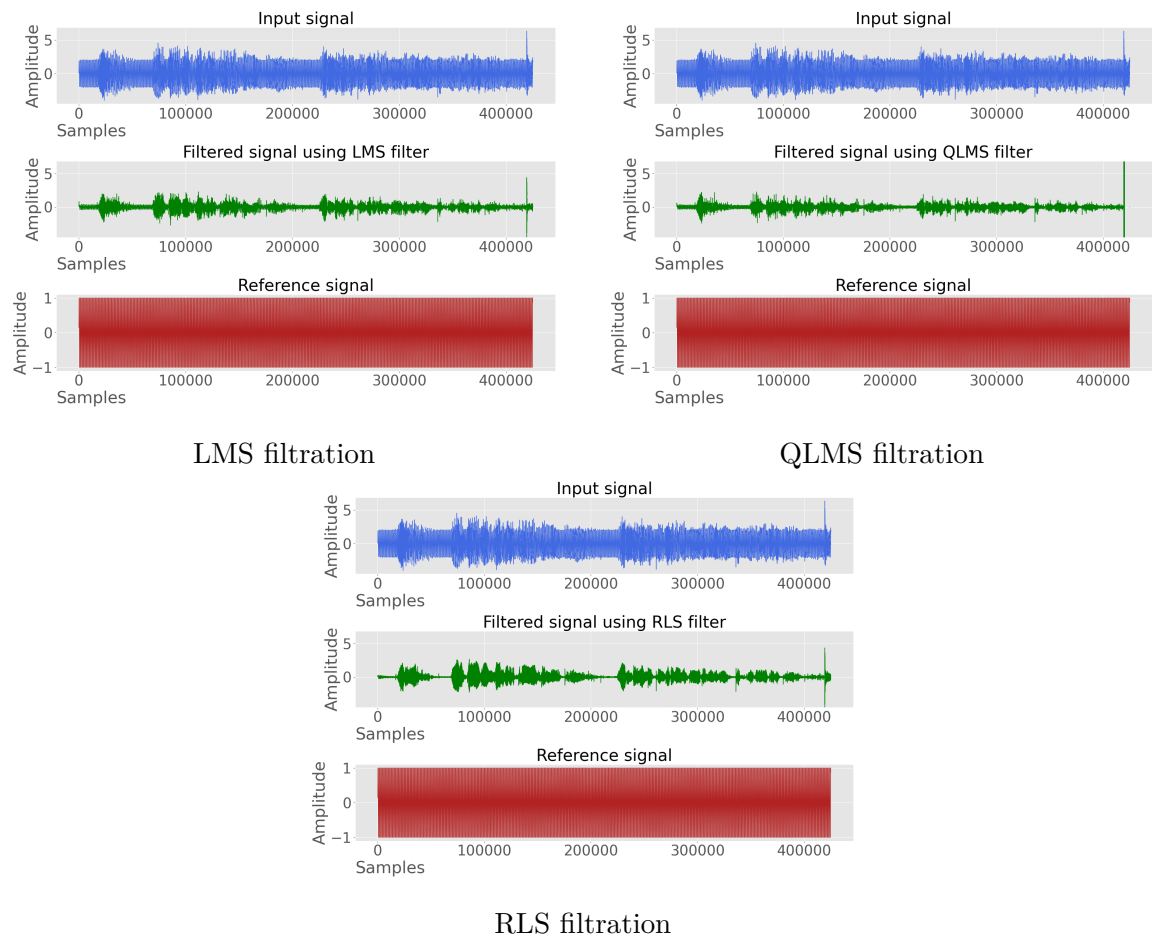 Input signal
Amplitude
5
0
0 100000 200000 300000 400000
Samples
Filtered signal using LMS filter
Amplitude
5
0
0 100000 200000 300000 400000
Samples
Reference signal
Amplitude
1
0
−1
0 100000 200000 300000 400000
Samples
LMS filtration
Input signal
Amplitude
5
0
0 100000 200000 300000 400000
Samples
Filtered signal using QLMS filter
Amplitude
5
0
0 100000 200000 300000 400000
Samples
Reference signal
Amplitude
1
0
−1
0 100000 200000 300000 400000
Samples
QLMS filtration
Input signal
Amplitude
5
0
0 100000 200000 300000 400000
Samples
Filtered signal using RLS filter
Amplitude
5
0
0 100000 200000 300000 400000
Samples
Reference signal
Amplitude
1
0
−1
0 100000 200000 300000 400000
Samples
RLS filtration